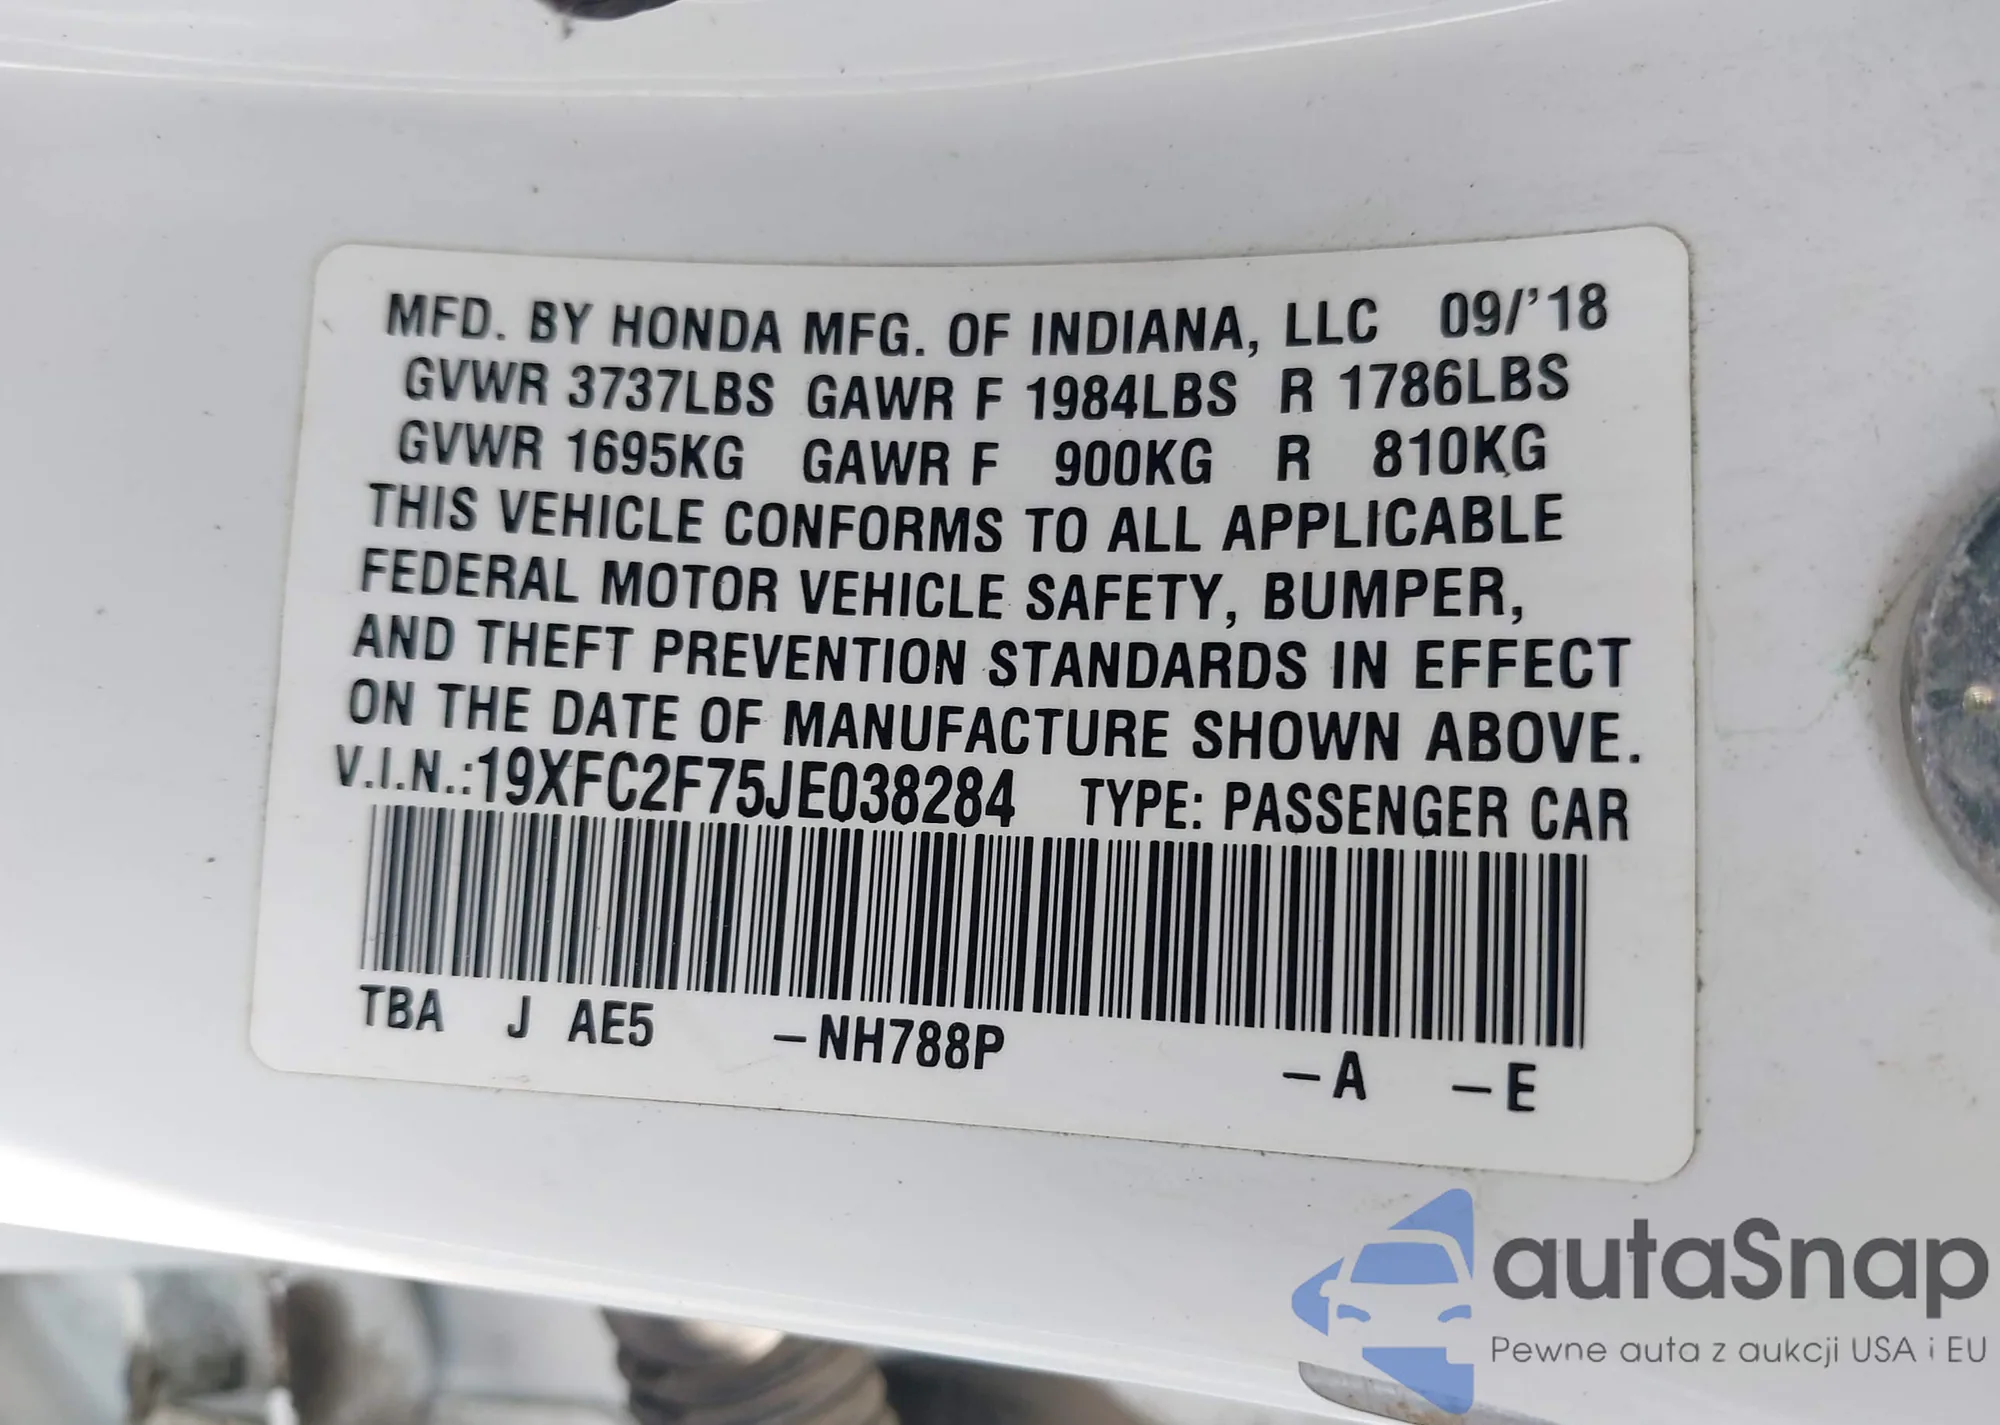 MFD. BY HONDA MFG. OF INDIANA, LLC 09/'18
GVWR 3737LBS GAWR F 1984LBS R 1786LBS
GVWR 1695KG GAWR F 900KG R 810KG
THIS VEHICLE CONFORMS TO ALL APPLICABLE
FEDERAL MOTOR VEHICLE SAFETY, BUMPER,
AND THEFT PREVENTION STANDARDS IN EFFECT
ON THE DATE OF MANUFACTURE SHOWN ABOVE.
V.I.N.:19XFC2F75JE038284 TYPE: PASSENGER CAR
TBA J AE5 –NH788P –A –E
autaSnap
Pewne auta z aukcji USA i EU